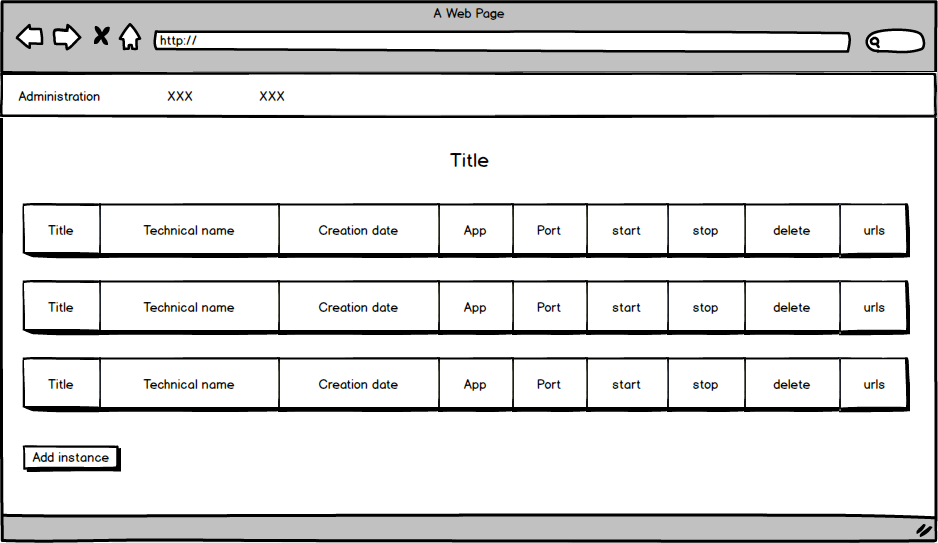 A Web Page
http://
Administration XXX XXX
Title
Title Technical name Creation date App Port start stop delete urls
Title Technical name Creation date App Port start stop delete urls
Title Technical name Creation date App Port start stop delete urls
Add instance